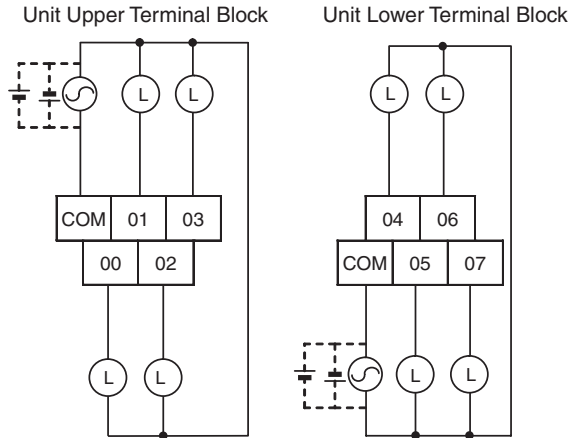 Unit Upper Terminal Block
Unit Lower Terminal Block
L L
L L
COM 01 03
00 02
04 06
COM 05 07
L L
L L